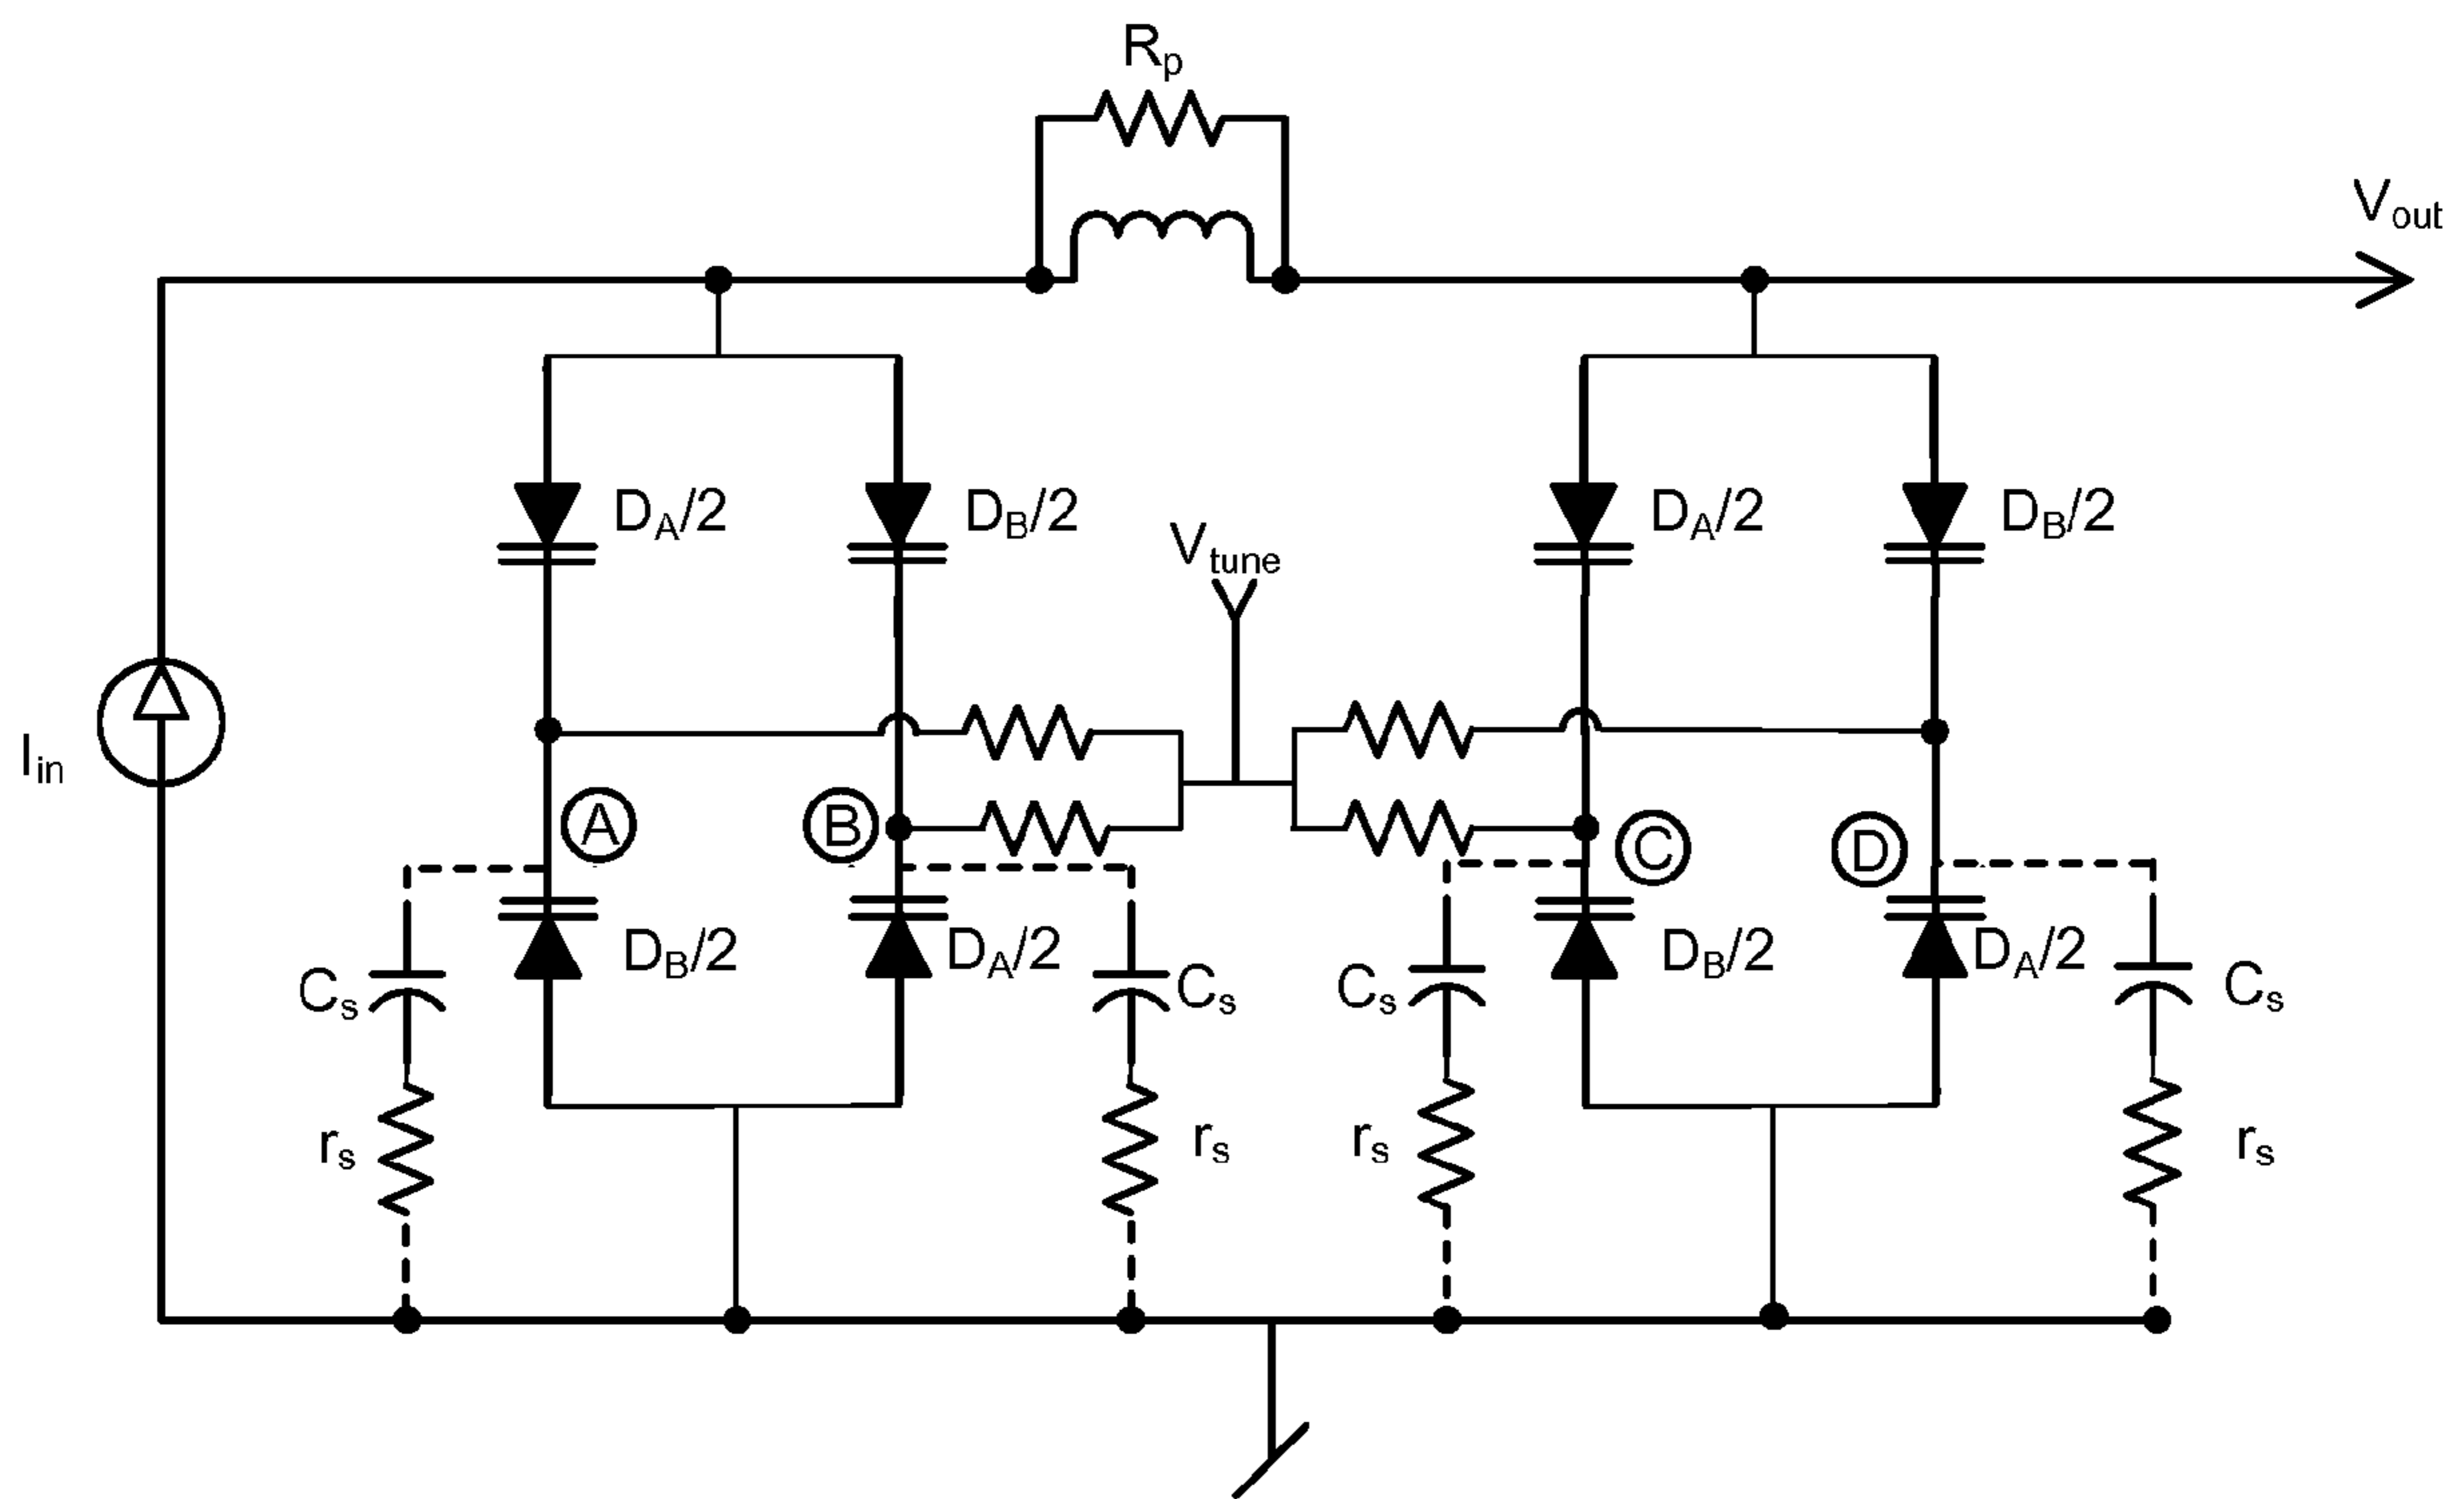 Rp
Vout
DA/2
DB/2
DA/2
DB/2
Vtune
Iin
A
B
C
D
DB/2
DA/2
DB/2
DA/2
Cs
Cs
Cs
Cs
rs
rs
rs
rs